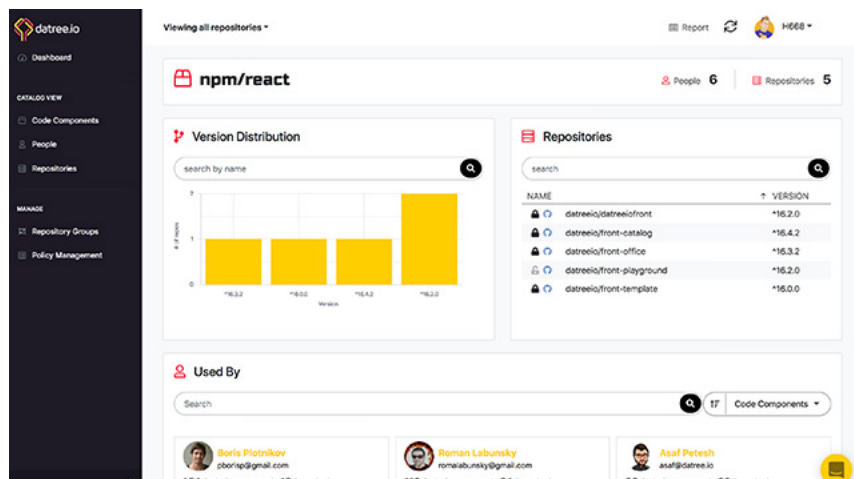 datree.io
Viewing all repositories
Report
H668
Dashboard
CATALOG VIEW
Code Components
People
Repositories
MANAGE
Repository Groups
Policy Management
npm/react
People 6
Repositories 5
Version Distribution
search by name
2
1
0
# of repos
^16.3.2 ^16.0.0 ^16.4.2 ^16.2.0
Version
Repositories
search
NAME VERSION
datreeio/datreeiofront ^16.2.0
datreeio/front-catalog ^16.4.2
datreeio/front-office ^16.3.2
datreeio/front-playground ^16.2.0
datreeio/front-template ^16.0.0
Used By
Search
Code Components
Boris Plotnikov
pborisp@gmail.com
Roman Labunsky
romalabunsky@gmail.com
Asaf Petesh
asaf@datree.io